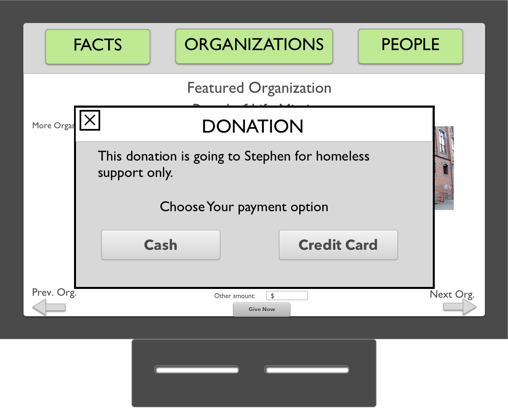 FACTS
ORGANIZATIONS
PEOPLE
Featured Organization
More Organ
DONATION
This donation is going to Stephen for homeless
support only.
Choose Your payment option
Cash
Credit Card
Prev. Org.
Next Org.
Other amount: $
Give Now